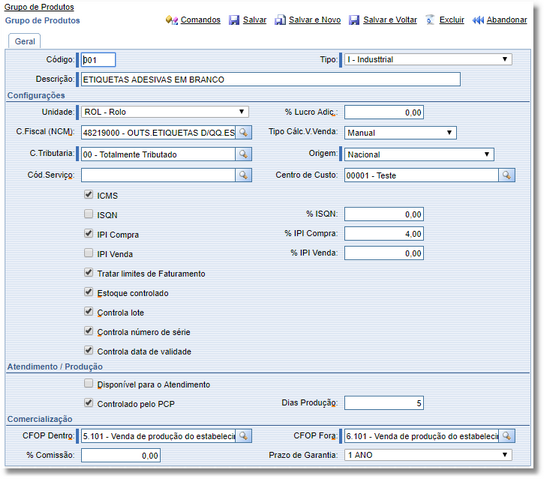 Grupo de Produtos
Grupo de Produtos Comandos Salvar Salvar e Novo Salvar e Voltar Excluir Abandonar
Geral
Código: 001 Tipo: I - Industtrial
Descrição: ETIQUETAS ADESIVAS EM BRANCO
Configurações
Unidade: ROL - Rolo % Lucro Adic.: 0,00
C.Fiscal (NCM): 48219000 - OUTS.ETIQUETAS D/QQ.ES Tipo Cálc.V.Venda: Manual
C.Tributaria: 00 - Totalmente Tributado Origem: Nacional
Cód.Serviço: Centro de Custo: 00001 - Teste
ICMS
ISQN % ISQN: 0,00
IPI Compra % IPI Compra: 4,00
IPI Venda % IPI Venda: 0,00
Tratar limites de Faturamento
Estoque controlado
Controla lote
Controla número de série
Controla data de validade
Atendimento / Produção
Disponível para o Atendimento
Controlado pelo PCP Dias Produção: 5
Comercialização
CFOP Dentro: 5.101 - Venda de produção do estabeleci CFOP Fora: 6.101 - Venda de produção do estabeleci
% Comissão: 0,00 Prazo de Garantia: 1 ANO